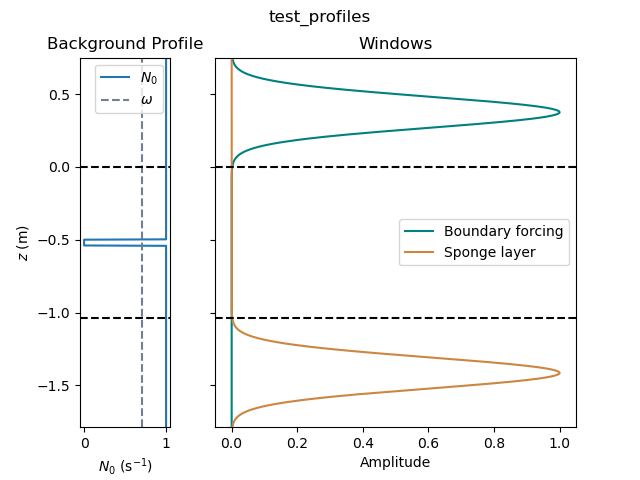 test_profiles
Background Profile
Windows
N₀
ω
0.5
0.0
−0.5
−1.0
−1.5
z (m)
0 1
N₀ (s⁻¹)
Boundary forcing
Sponge layer
0.0 0.2 0.4 0.6 0.8 1.0
Amplitude